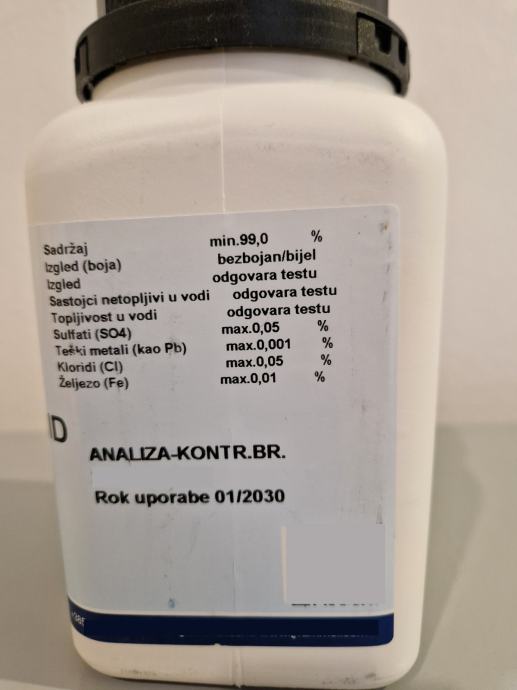 Sadržaj min.99,0 %
Izgled (boja) bezbojan/bijel
Izgled odgovara testu
Sastojci netopljivi u vodi odgovara testu
Topljivost u vodi odgovara testu
Sulfati (SO4) max.0,05 %
Teški metali (kao Pb) max.0,001 %
Kloridi (Cl) max.0,05 %
Željezo (Fe) max.0,01 %
ID
ANALIZA-KONTR.BR.
Rok uporabe 01/2030